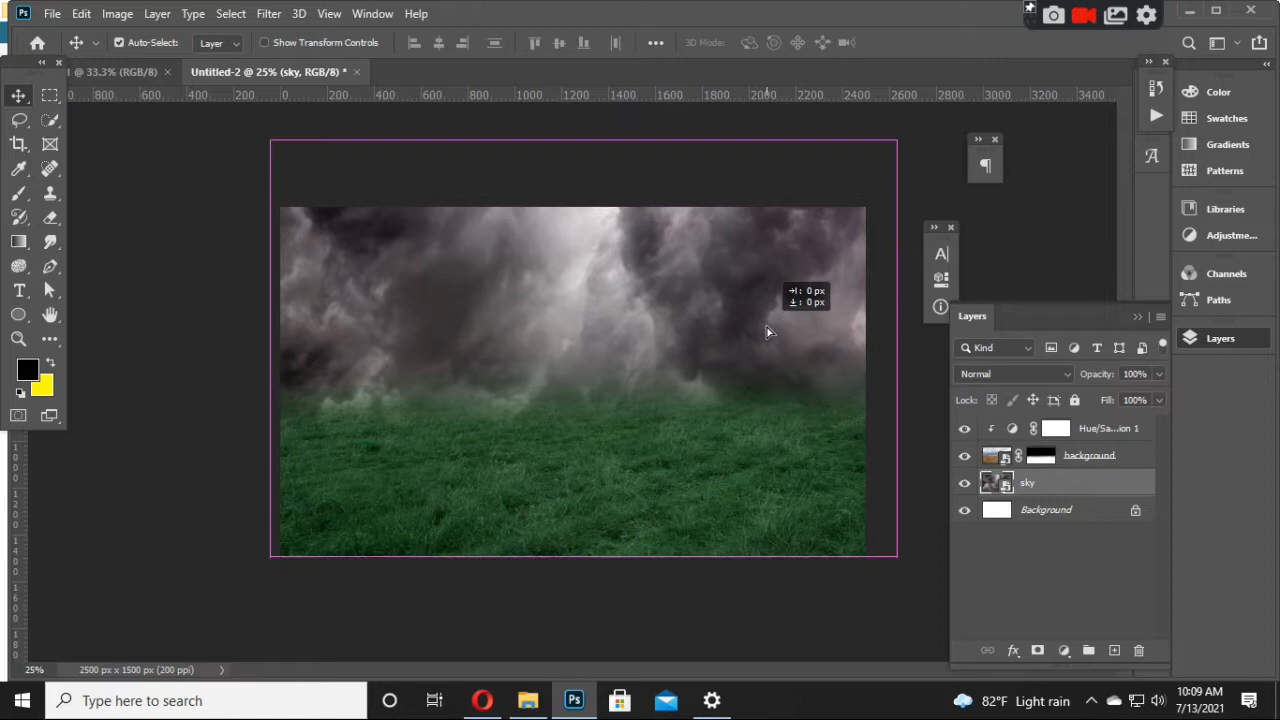 Ps File Edit Image Layer Type Select Filter 3D View Window Help
Auto-Select: Layer Show Transform Controls 3D Mode:
@ 33.3% (RGB/8) × Untitled-2 @ 25% (sky, RGB/8) * ×
800 600 400 200 0 200 400 600 800 1000 1200 1400 1600 1800 2000 2200 2400 2600 2800 3000 3200 3400
Color
Swatches
Gradients
Patterns
Libraries
Adjustme...
Channels
Paths
Layers
0 px
0 px
Layers
Kind
Normal Opacity: 100%
Lock: Fill: 100%
Hue/Sa...ion 1
background
sky
Background
fx
25% 2500 px x 1500 px (200 ppi)
Type here to search
Ps
82°F Light rain
10:09 AM
7/13/2021